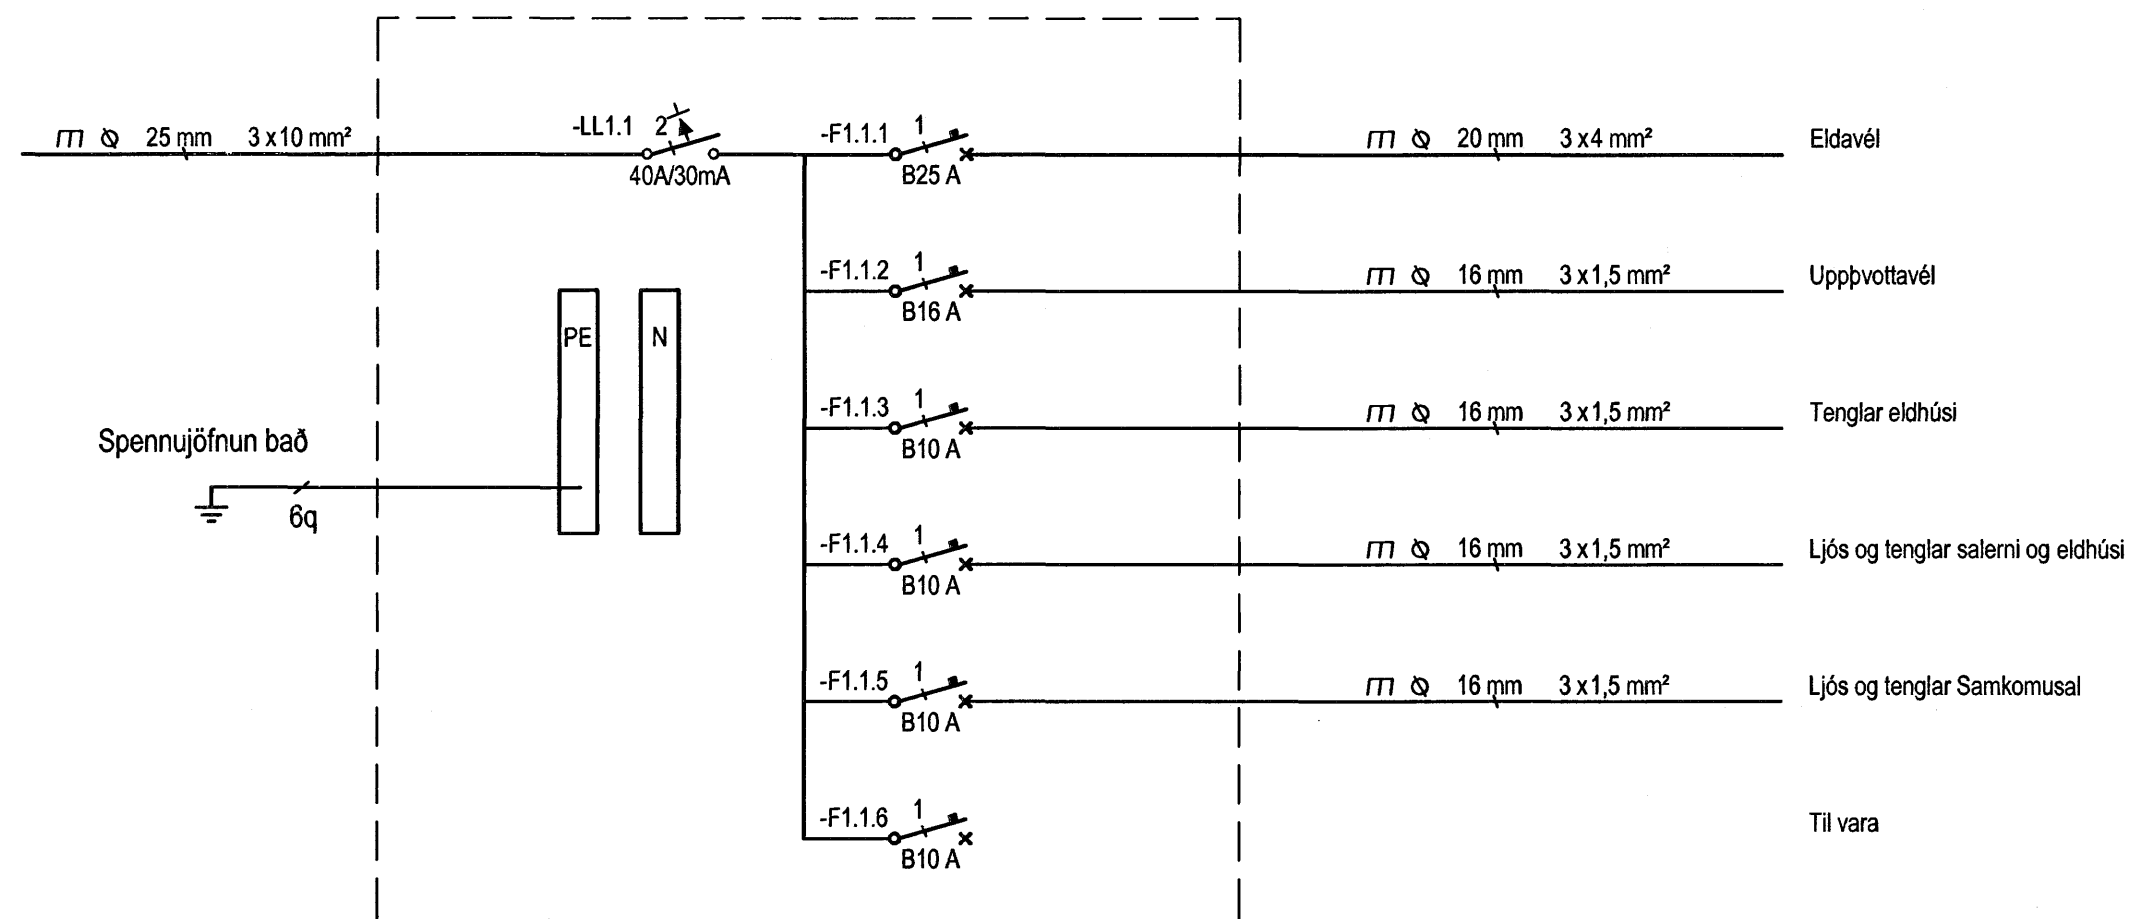 25 mm 3 x 10 mm²
-LL1.1 2
40A/30mA
-F1.1.1 1
B25 A
20 mm 3 x 4 mm²
Eldavél
-F1.1.2 1
B16 A
16 mm 3 x 1,5 mm²
Uppþvottavél
PE N
-F1.1.3 1
B10 A
16 mm 3 x 1,5 mm²
Tenglar eldhúsi
Spennujöfnun bað
6q
-F1.1.4 1
B10 A
16 mm 3 x 1,5 mm²
Ljós og tenglar salerni og eldhúsi
-F1.1.5 1
B10 A
16 mm 3 x 1,5 mm²
Ljós og tenglar Samkomusal
-F1.1.6 1
B10 A
Til vara